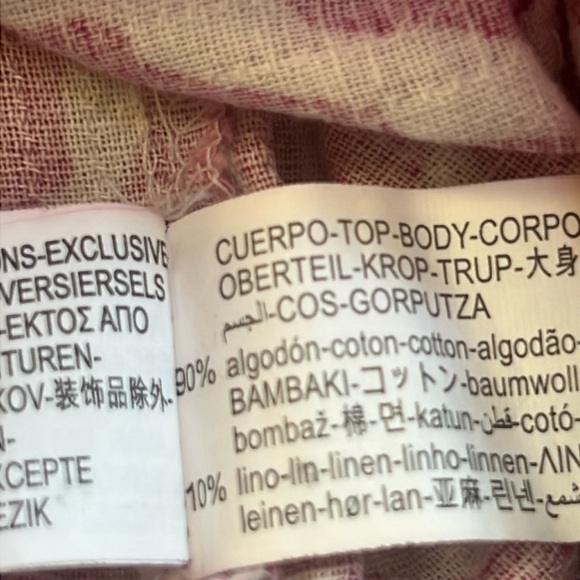 ONS-EXCLUSIVE
VERSIERSELS
-ΕΚΤΟΣ ΑΠΟ
TUREN-
KOV-装饰品除外-
N-
XCEPTE
EZIK
CUERPO-TOP-BODY-CORPO
OBERTEIL-KROP-TRUP-大身
الجسم-COS-GORPUTZA
90% algodón-coton-cotton-algodão-
BAMBAKI-コットン-baumwoll
bombaž-棉-면-katun-قطن-cotó-
10% lino-lin-linen-linho-linnen-ΛΙΝ
leinen-hør-lan-亚麻-린넨-شمع